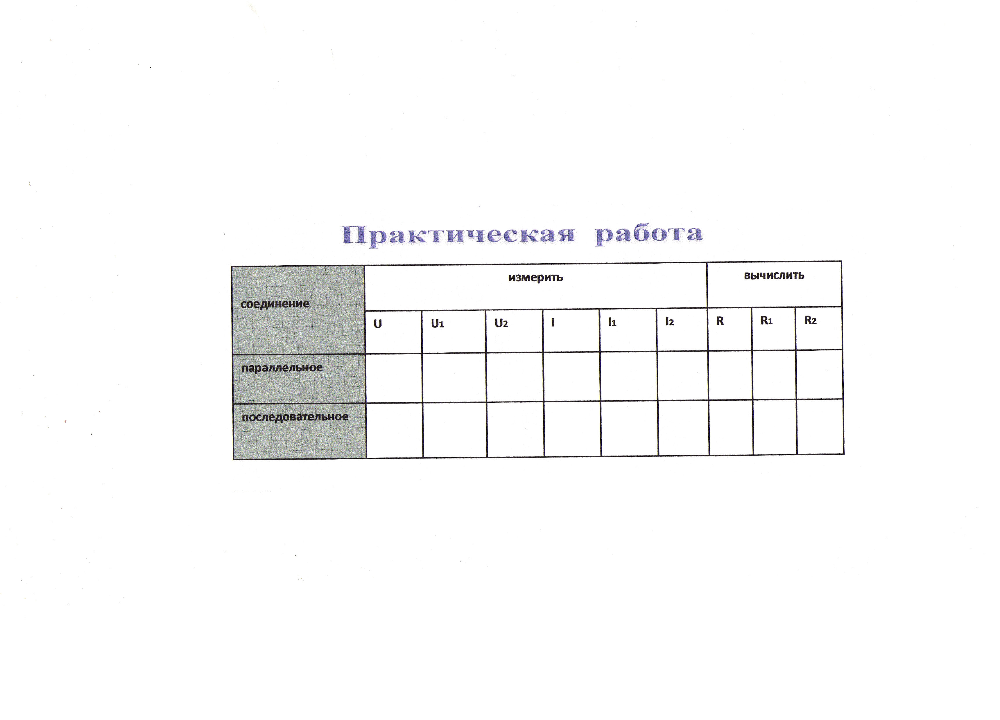 Практическая работа
соединение измерить вычислить
U U1 U2 I I1 I2 R R1 R2
параллельное
последовательное